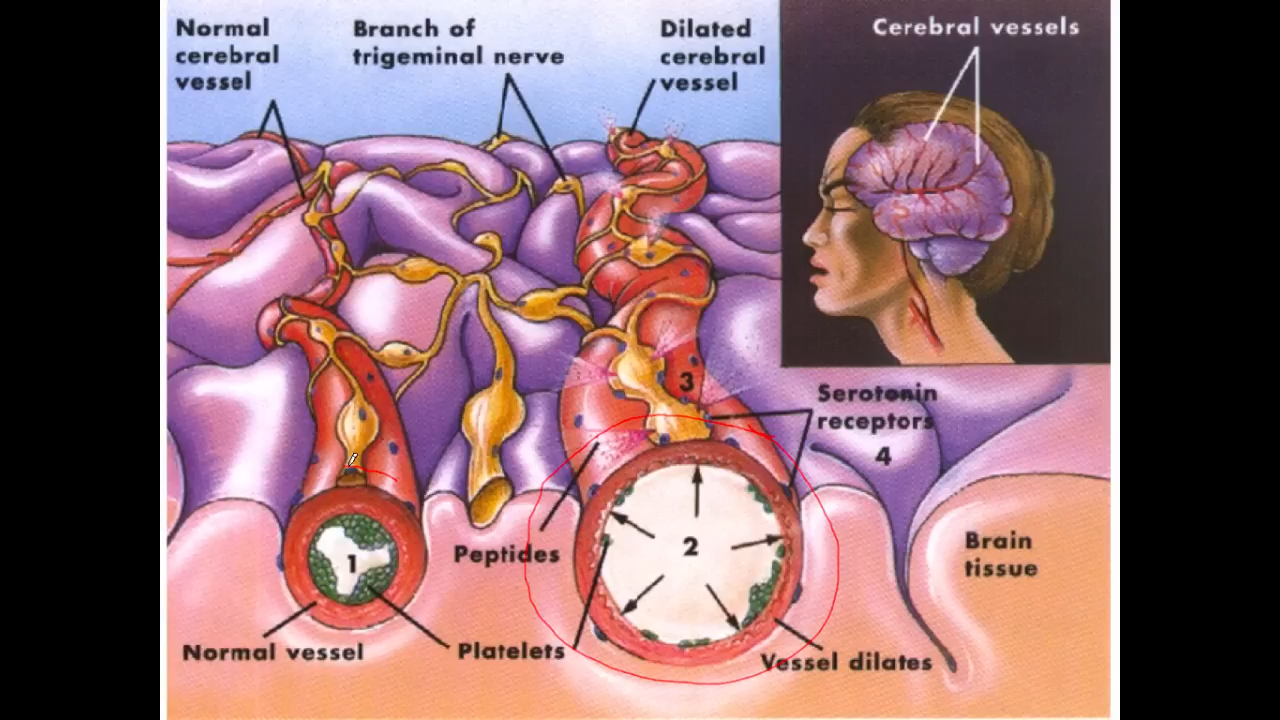 Normal
cerebral
vessel
Branch of
trigeminal nerve
Dilated
cerebral
vessel
Cerebral vessels
3
Serotonin
receptors
4
Peptides
2
1
Brain
tissue
Normal vessel
Platelets
Vessel dilates